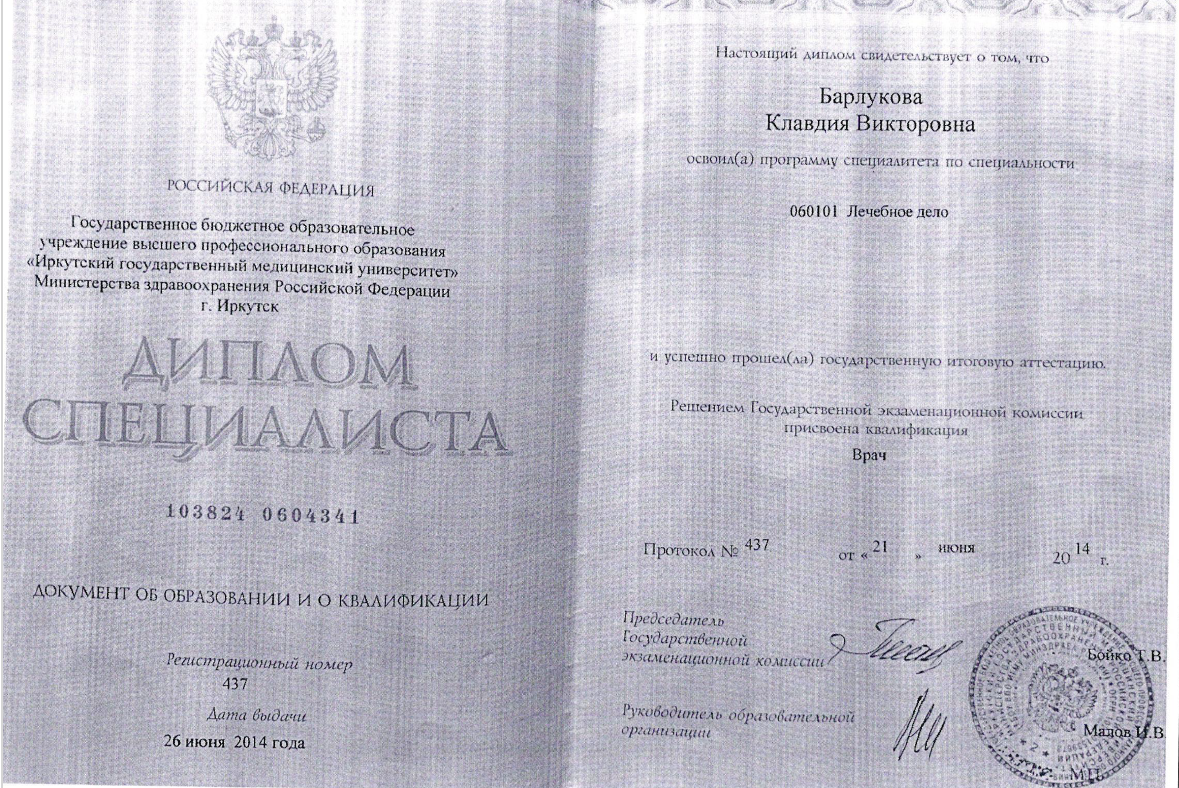 РОССИЙСКАЯ ФЕДЕРАЦИЯ
Государственное бюджетное образовательное
учреждение высшего профессионального образования
«Иркутский государственный медицинский университет»
Министерства здравоохранения Российской Федерации
г. Иркутск
ДИПЛОМ
СПЕЦИАЛИСТА
103824 0604341
ДОКУМЕНТ ОБ ОБРАЗОВАНИИ И О КВАЛИФИКАЦИИ
Регистрационный номер
437
Дата выдачи
26 июня 2014 года
Настоящий диплом свидетельствует о том, что
Барлукова
Клавдия Викторовна
освоил(а) программу специалитета по специальности
060101 Лечебное дело
и успешно прошел(ла) государственную итоговую аттестацию.
Решением Государственной экзаменационной комиссии
присвоена квалификация
Врач
Протокол № 437 от « 21 » июня 20 14 г.
Председатель
Государственной
экзаменационной комиссии
Бойко Т.В.
Руководитель образовательной
организации
Малов И.В.
М.П.